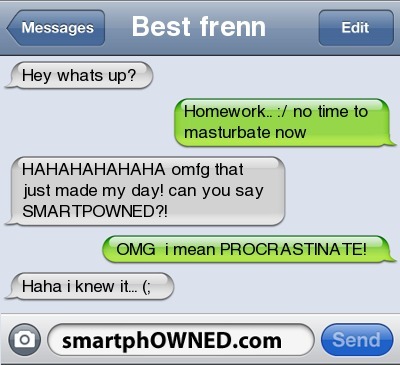 Messages Best frenn Edit
Hey whats up?
Homework.. :/ no time to
masturbate now
HAHAHAHAHAHA omfg that
just made my day! can you say
SMARTPOWNED?!
OMG i mean PROCRASTINATE!
Haha i knew it... (;
smartphOWNED.com Send